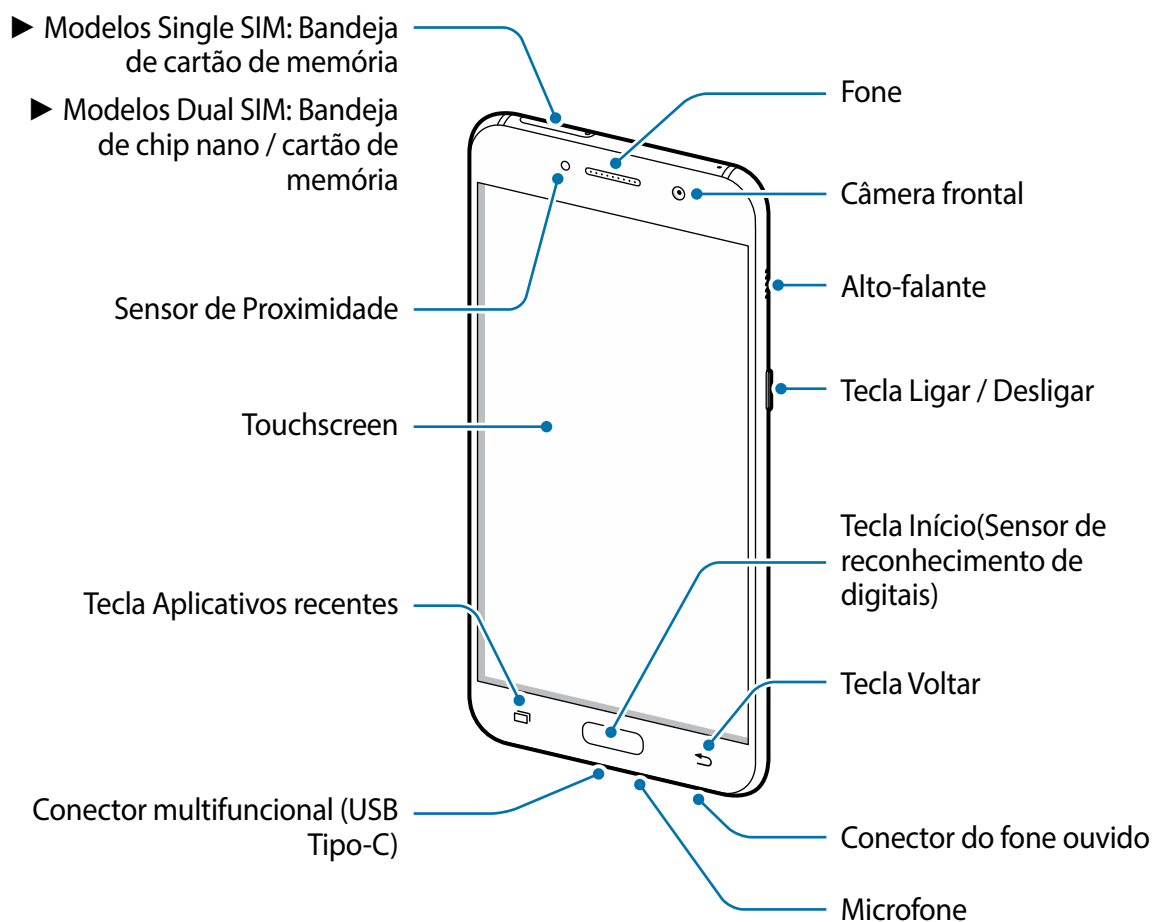 ► Modelos Single SIM: Bandeja
de cartão de memória
► Modelos Dual SIM: Bandeja
de chip nano / cartão de
memória
Sensor de Proximidade
Touchscreen
Tecla Aplicativos recentes
Conector multifuncional (USB
Tipo-C)
Fone
Câmera frontal
Alto-falante
Tecla Ligar / Desligar
Tecla Início(Sensor de
reconhecimento de
digitais)
Tecla Voltar
Conector do fone ouvido
Microfone